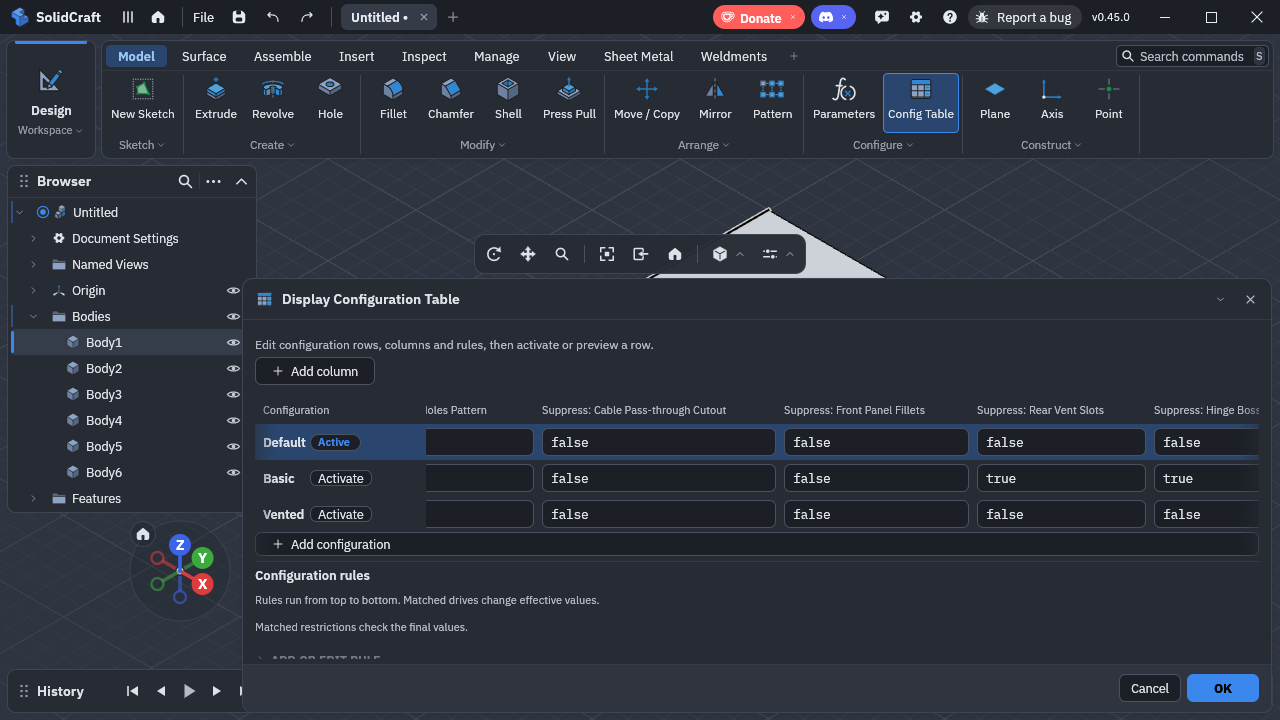 SolidCraft File Untitled • Donate × × Report a bug v0.45.0
Model Surface Assemble Insert Inspect Manage View Sheet Metal Weldments Search commands S
Design
Workspace
New Sketch Extrude Revolve Hole Fillet Chamfer Shell Press Pull Move / Copy Mirror Pattern Parameters Config Table Plane Axis Point
Sketch Create Modify Arrange Configure Construct
Browser
Untitled
Document Settings
Named Views
Origin
Bodies
Body1
Body2
Body3
Body4
Body5
Body6
Features
Z
Y
X
History
Display Configuration Table
Edit configuration rows, columns and rules, then activate or preview a row.
Add column
Configuration oles Pattern Suppress: Cable Pass-through Cutout Suppress: Front Panel Fillets Suppress: Rear Vent Slots Suppress: Hinge Boss
Default Active false false false false
Basic Activate false false true true
Vented Activate false false false false
Add configuration
Configuration rules
Rules run from top to bottom. Matched drives change effective values.
Matched restrictions check the final values.
ADD OR EDIT RULE
Cancel OK